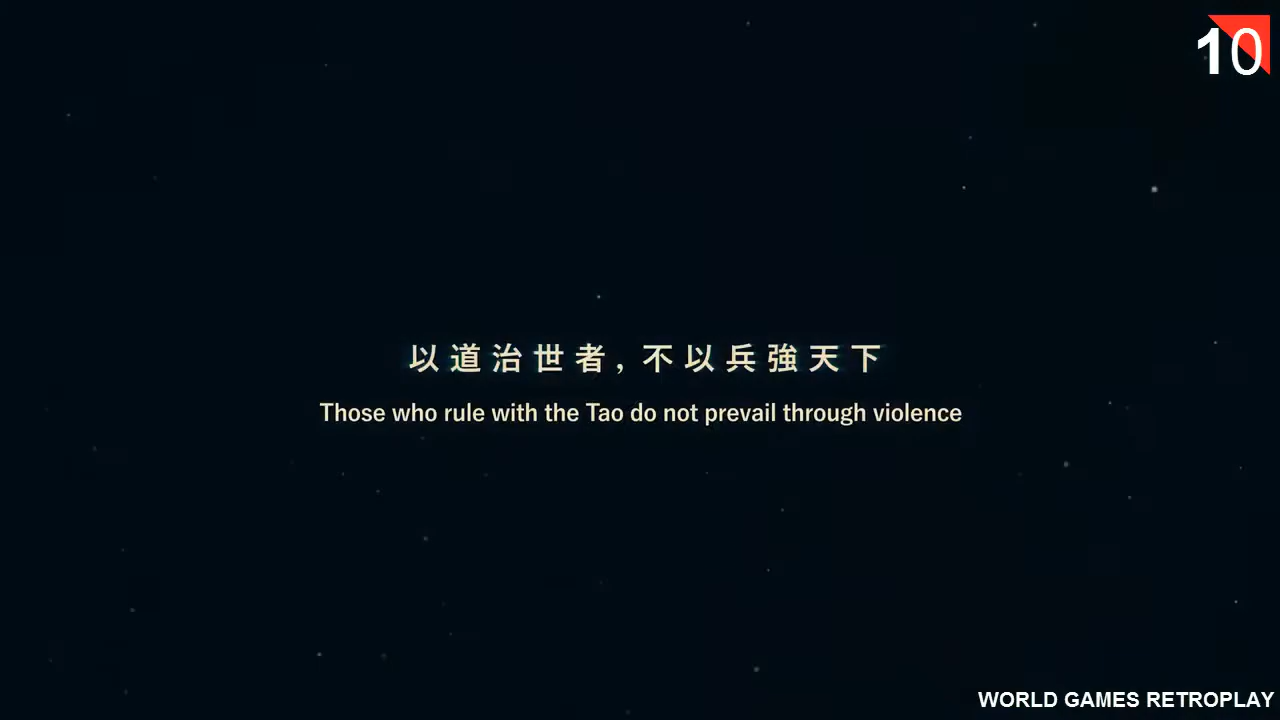 10
以道治世者，不以兵強天下
Those who rule with the Tao do not prevail through violence
WORLD GAMES RETROPLAY